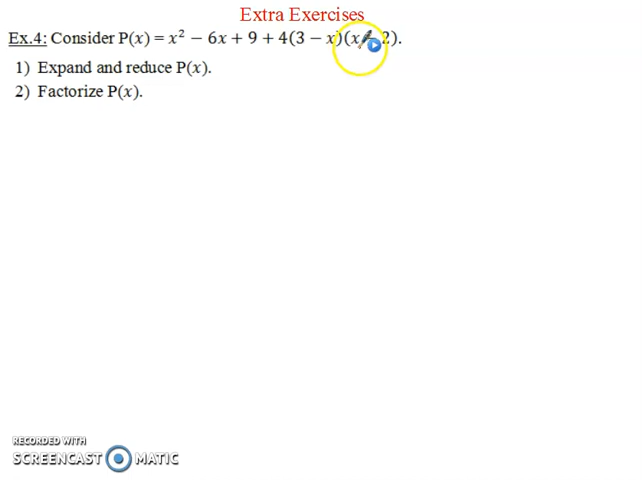 Extra Exercises
Ex.4: Consider P(x) = x² − 6x + 9 + 4(3 − x)(x 2).
1) Expand and reduce P(x).
2) Factorize P(x).
RECORDED WITH
SCREENCAST MATIC